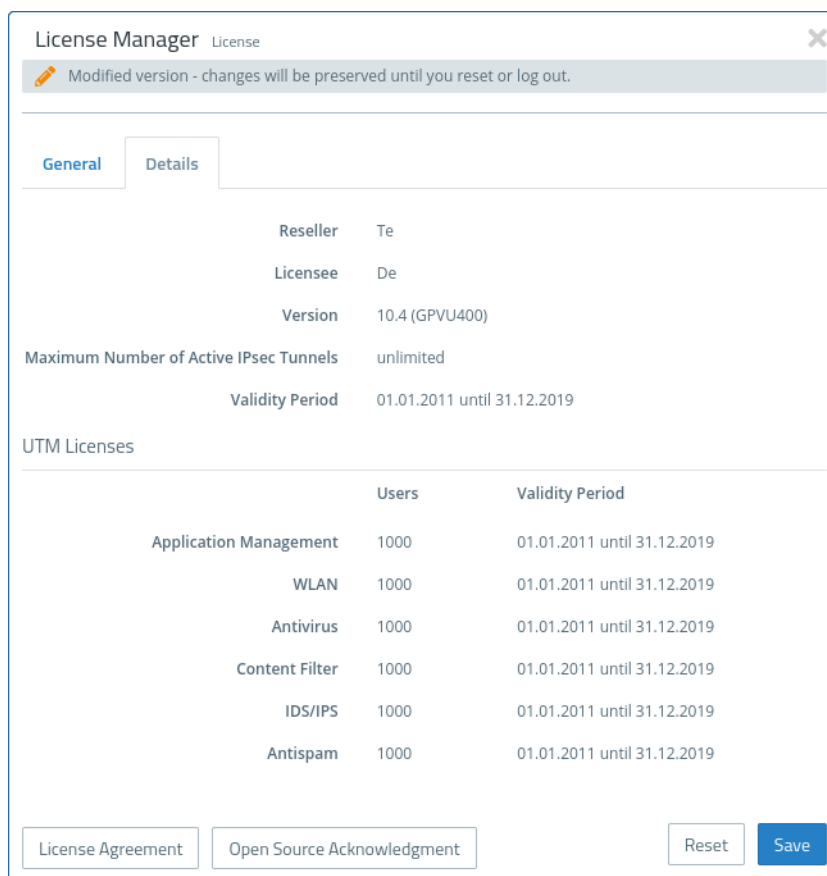 License Manager License
Modified version - changes will be preserved until you reset or log out.
General Details
Reseller Te
Licensee De
Version 10.4 (GPVU400)
Maximum Number of Active IPsec Tunnels unlimited
Validity Period 01.01.2011 until 31.12.2019
UTM Licenses
Users Validity Period
Application Management 1000 01.01.2011 until 31.12.2019
WLAN 1000 01.01.2011 until 31.12.2019
Antivirus 1000 01.01.2011 until 31.12.2019
Content Filter 1000 01.01.2011 until 31.12.2019
IDS/IPS 1000 01.01.2011 until 31.12.2019
Antispam 1000 01.01.2011 until 31.12.2019
License Agreement Open Source Acknowledgment Reset Save